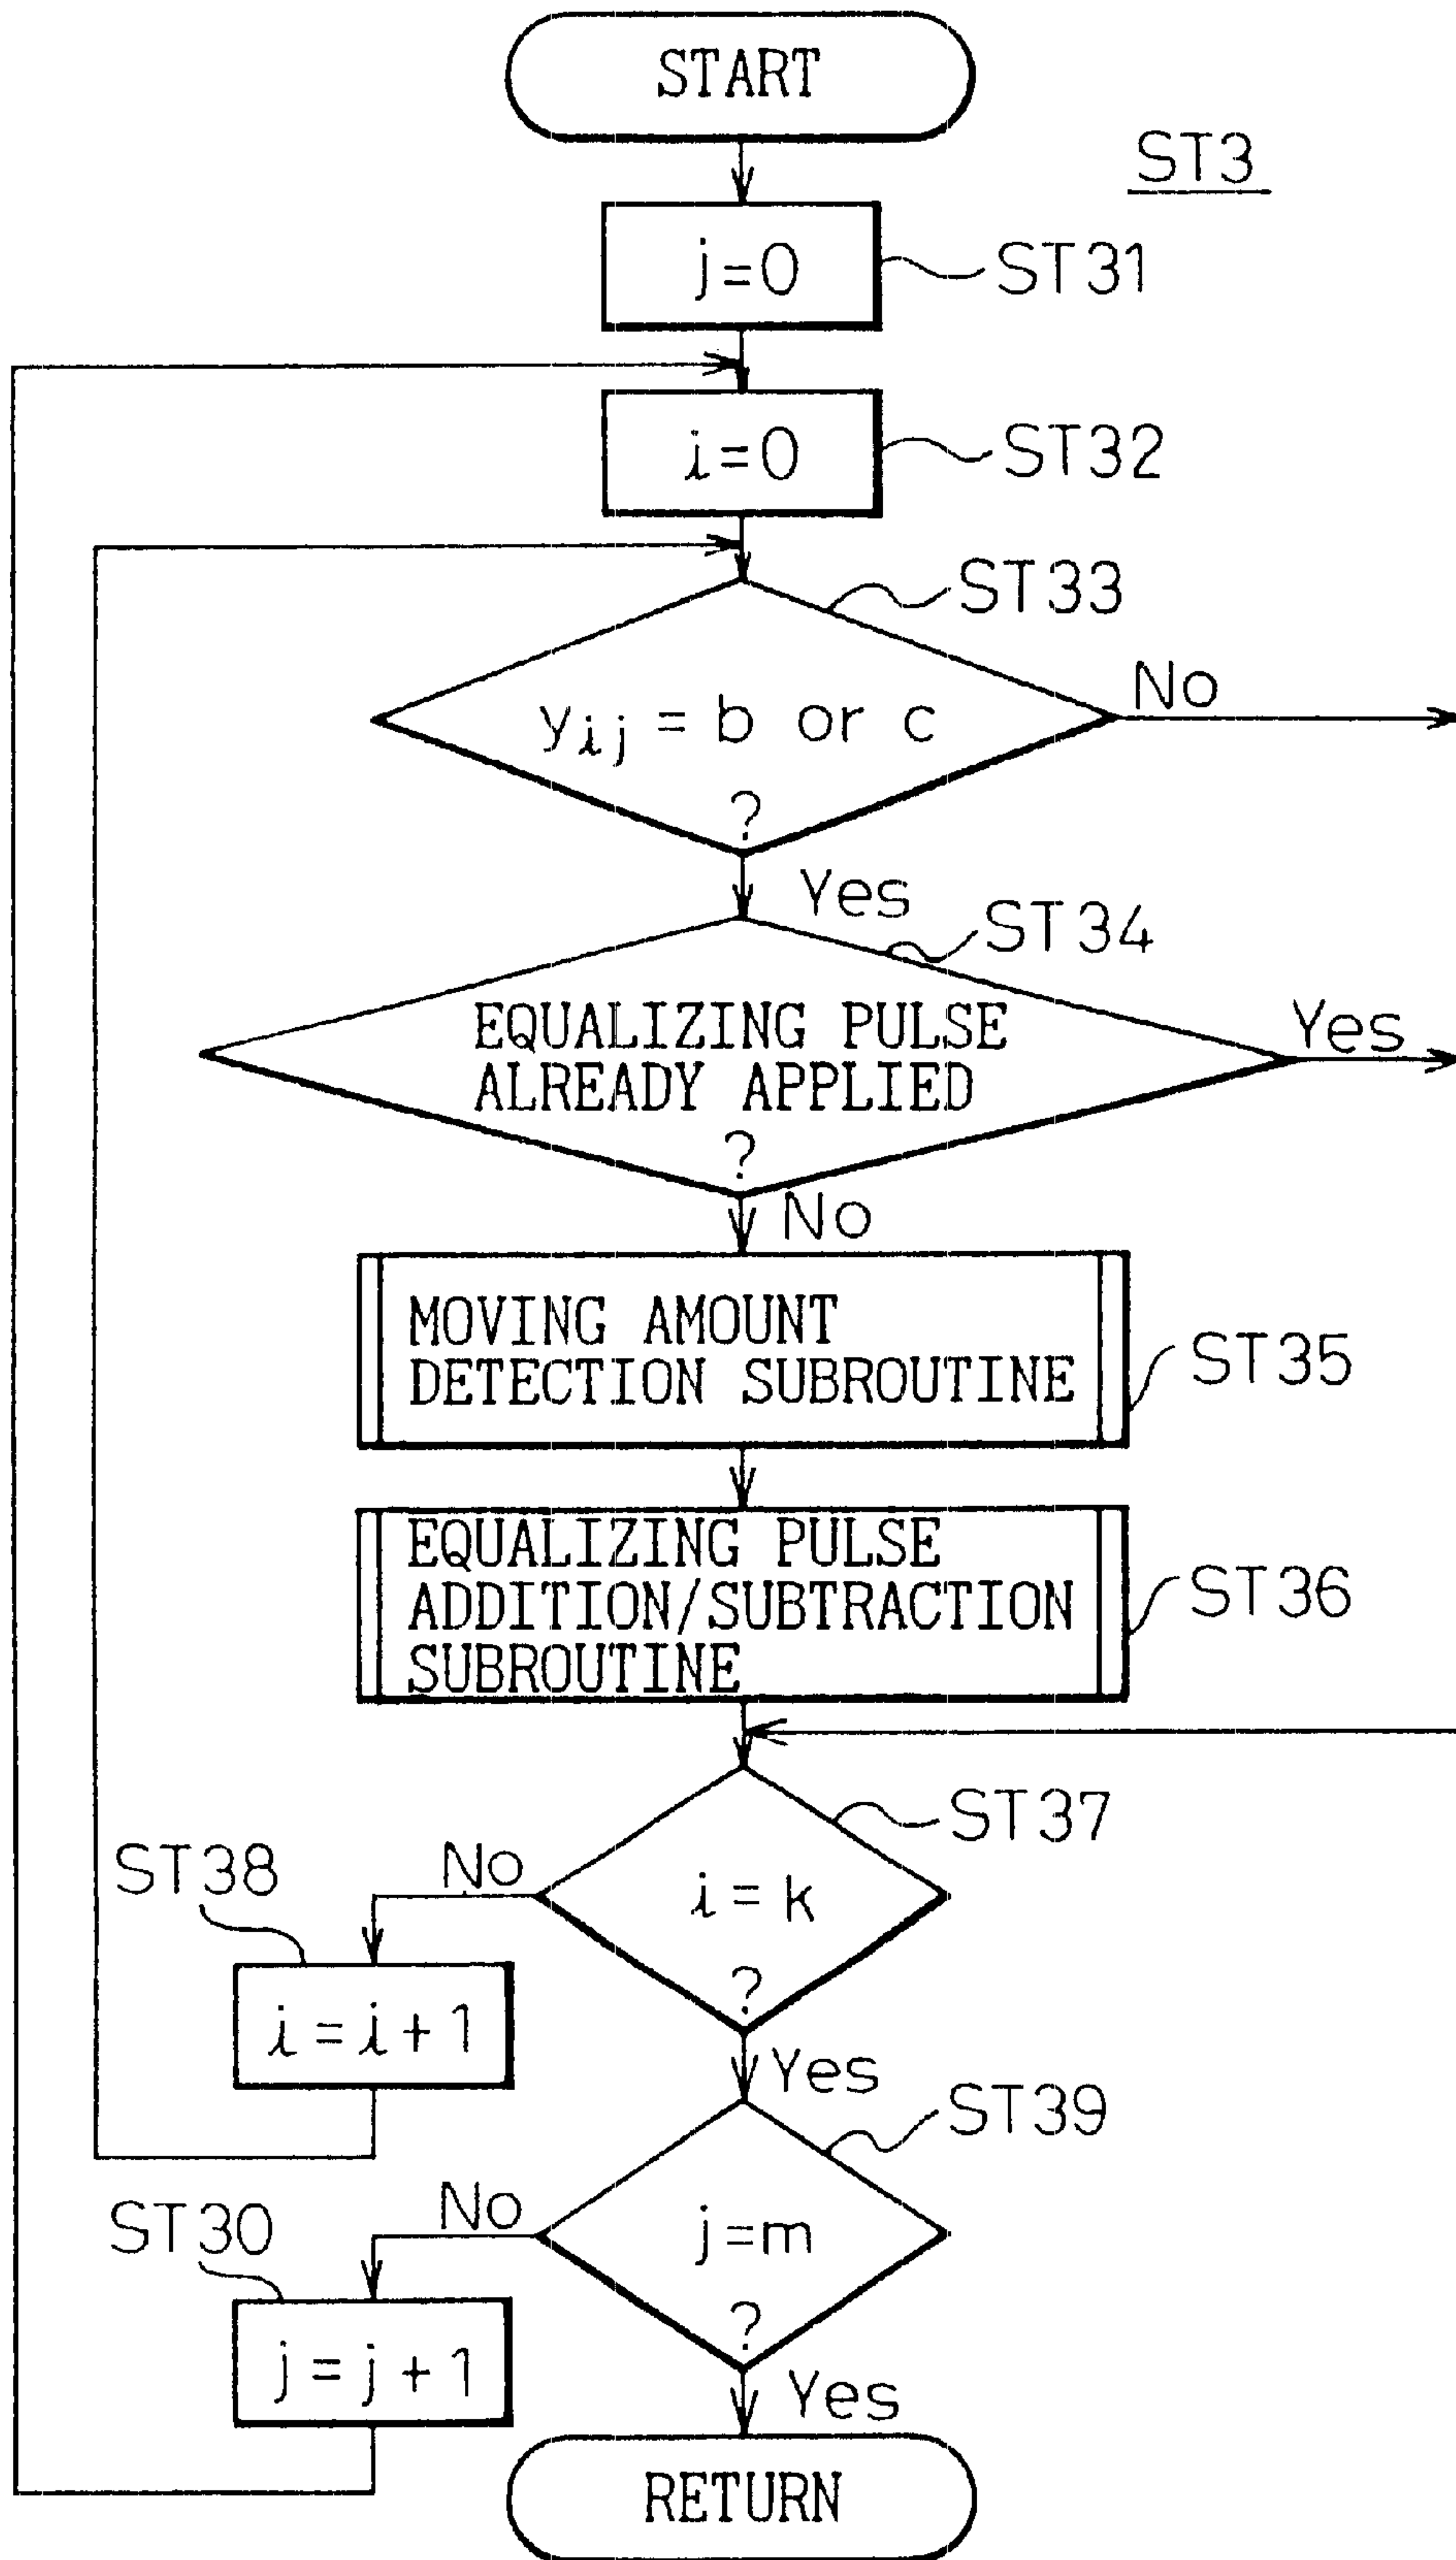 START
ST3
j=0
ST31
i=0
ST32
ST33
yij = b or c
?
No
Yes
ST34
EQUALIZING PULSE
ALREADY APPLIED
?
Yes
No
MOVING AMOUNT
DETECTION SUBROUTINE
ST35
EQUALIZING PULSE
ADDITION/SUBTRACTION
SUBROUTINE
ST36
ST37
i = k
?
No
ST38
i = i + 1
Yes
ST39
j=m
?
No
ST30
j = j + 1
Yes
RETURN